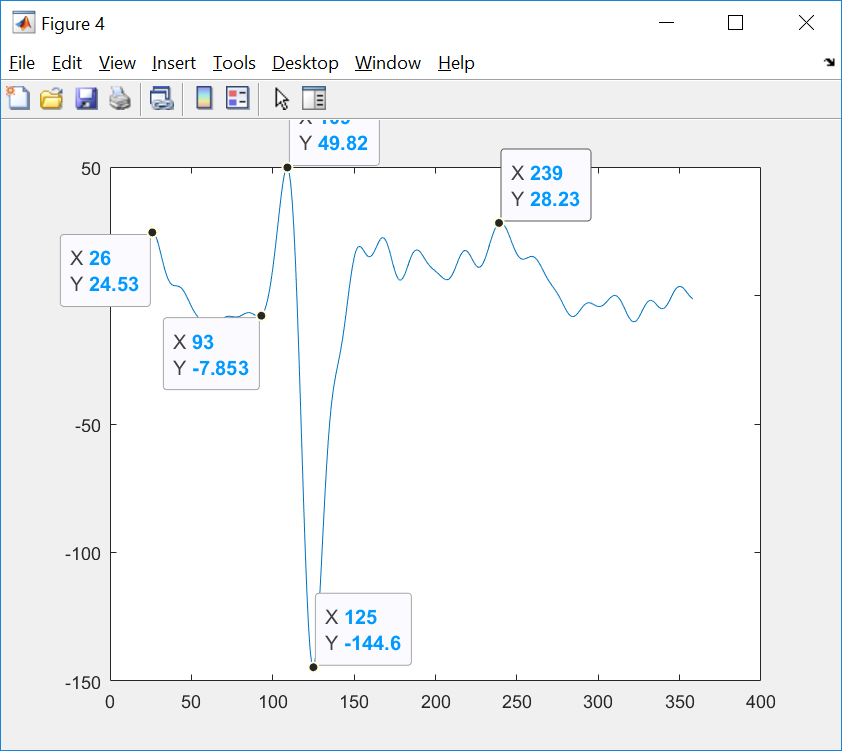 Figure 4
File Edit View Insert Tools Desktop Window Help
Y 49.82
X 239
Y 28.23
X 26
Y 24.53
X 93
Y -7.853
X 125
Y -144.6
50
-50
-100
-150
0 50 100 150 200 250 300 350 400